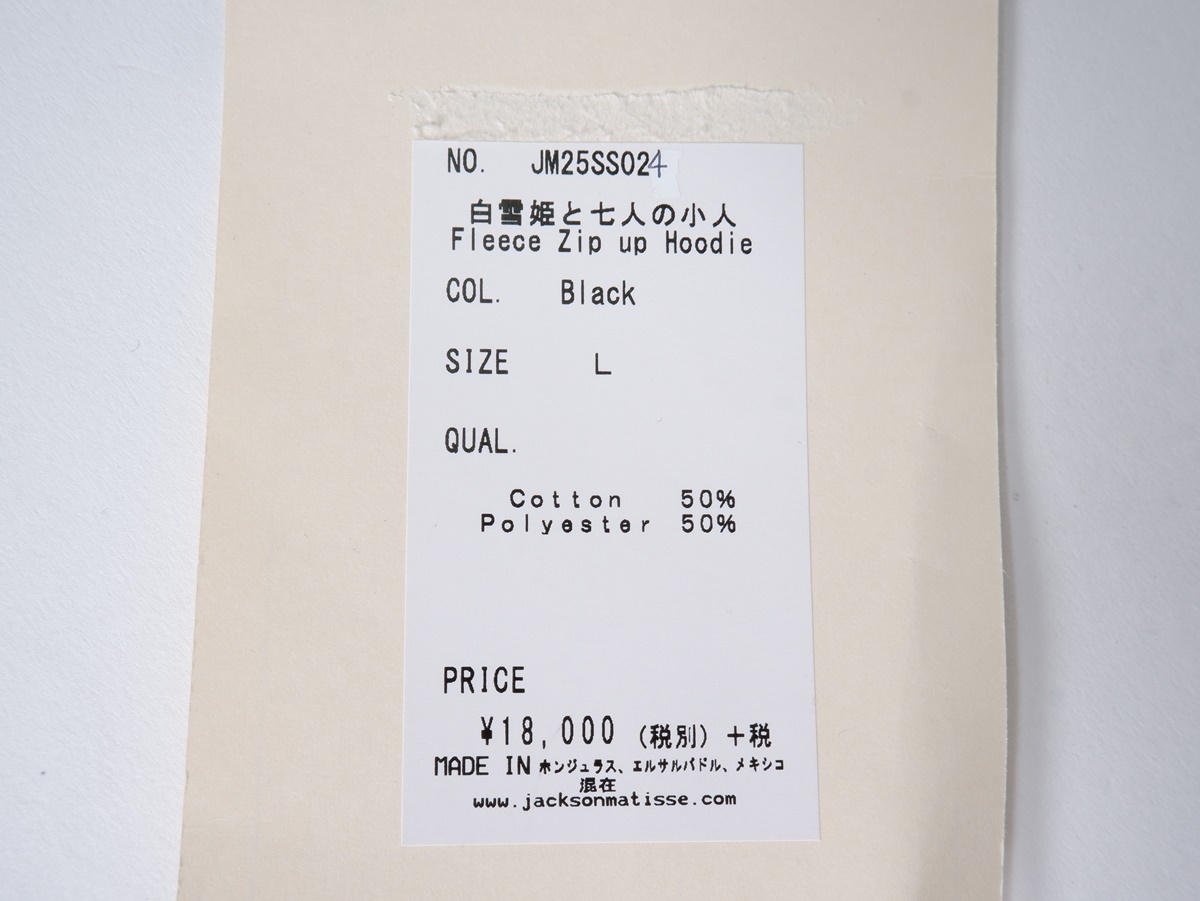 NO. JM25SS024
白雪姫と七人の小人
Fleece Zip up Hoodie
COL. Black
SIZE L
QUAL.
Cotton 50%
Polyester 50%
PRICE
¥18,000 (税別) +税
MADE IN ホンジュラス、エルサルバドル、メキシコ
混在
www.jacksonmatisse.com